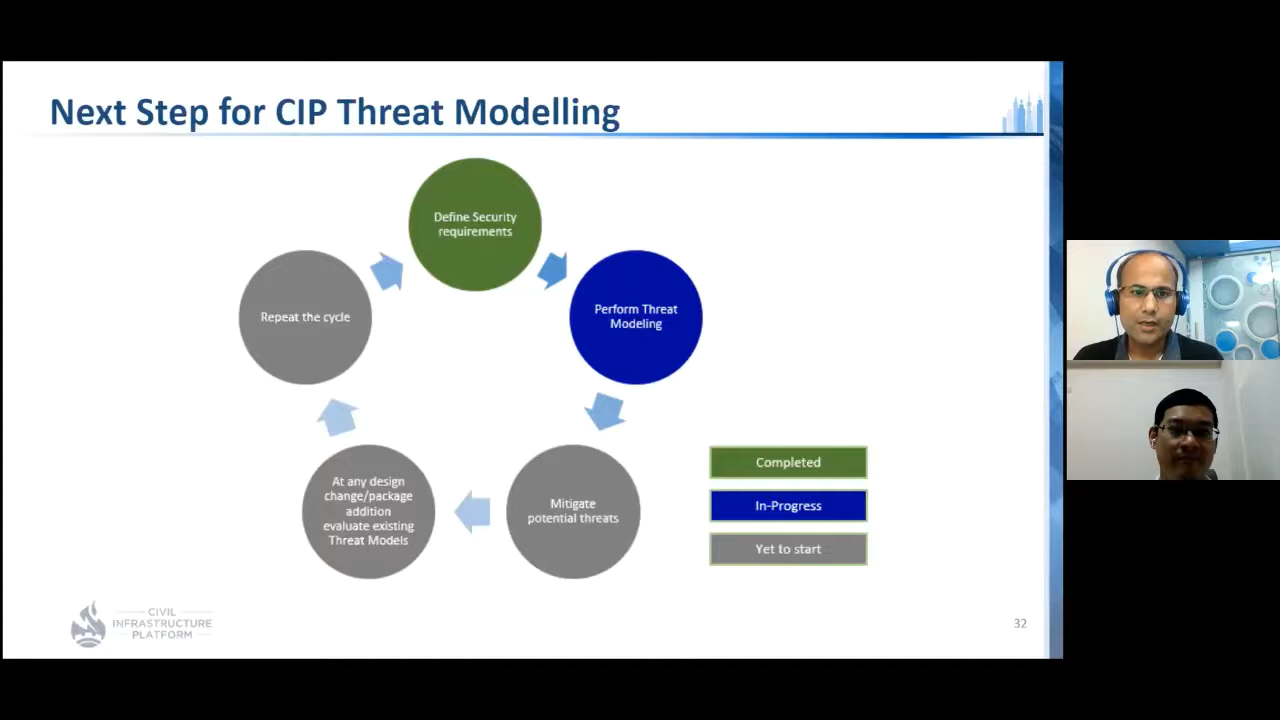 Next Step for CIP Threat Modelling
Define Security
requirements
Perform Threat
Modeling
Mitigate
potential threats
At any design
change/package
addition
evaluate existing
Threat Models
Repeat the cycle
Completed
In-Progress
Yet to start
CIVIL
INFRASTRUCTURE
PLATFORM
32